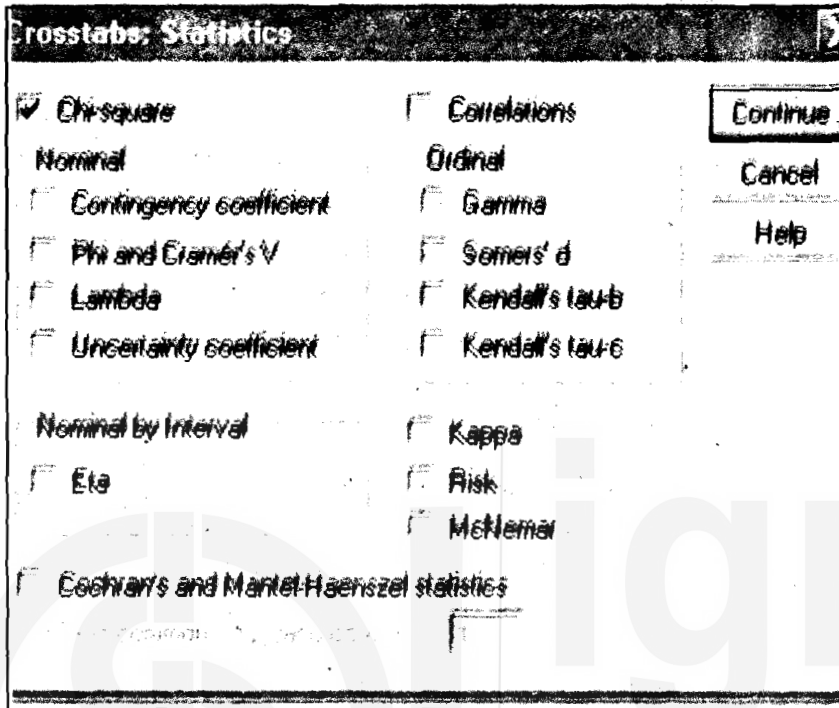 Crosstabs: Statistics
Chi-square
Correlations
Continue
Nominal
Ordinal
Cancel
Contingency coefficient
Gamma
Help
Phi and Cramér's V
Somers' d
Lambda
Kendall's tau-b
Uncertainty coefficient
Kendall's tau-c
Nominal by Interval
Kappa
Eta
Risk
McNemar
Cochran's and Mantel-Haenszel statistics
1